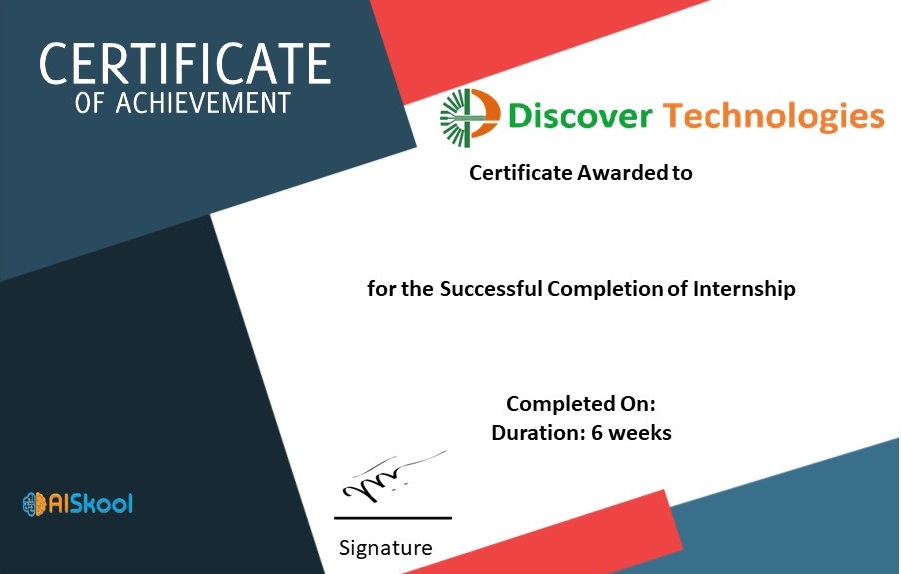 CERTIFICATE
OF ACHIEVEMENT
Discover Technologies
Certificate Awarded to
for the Successful Completion of Internship
Completed On:
Duration: 6 weeks
AISkool
Signature